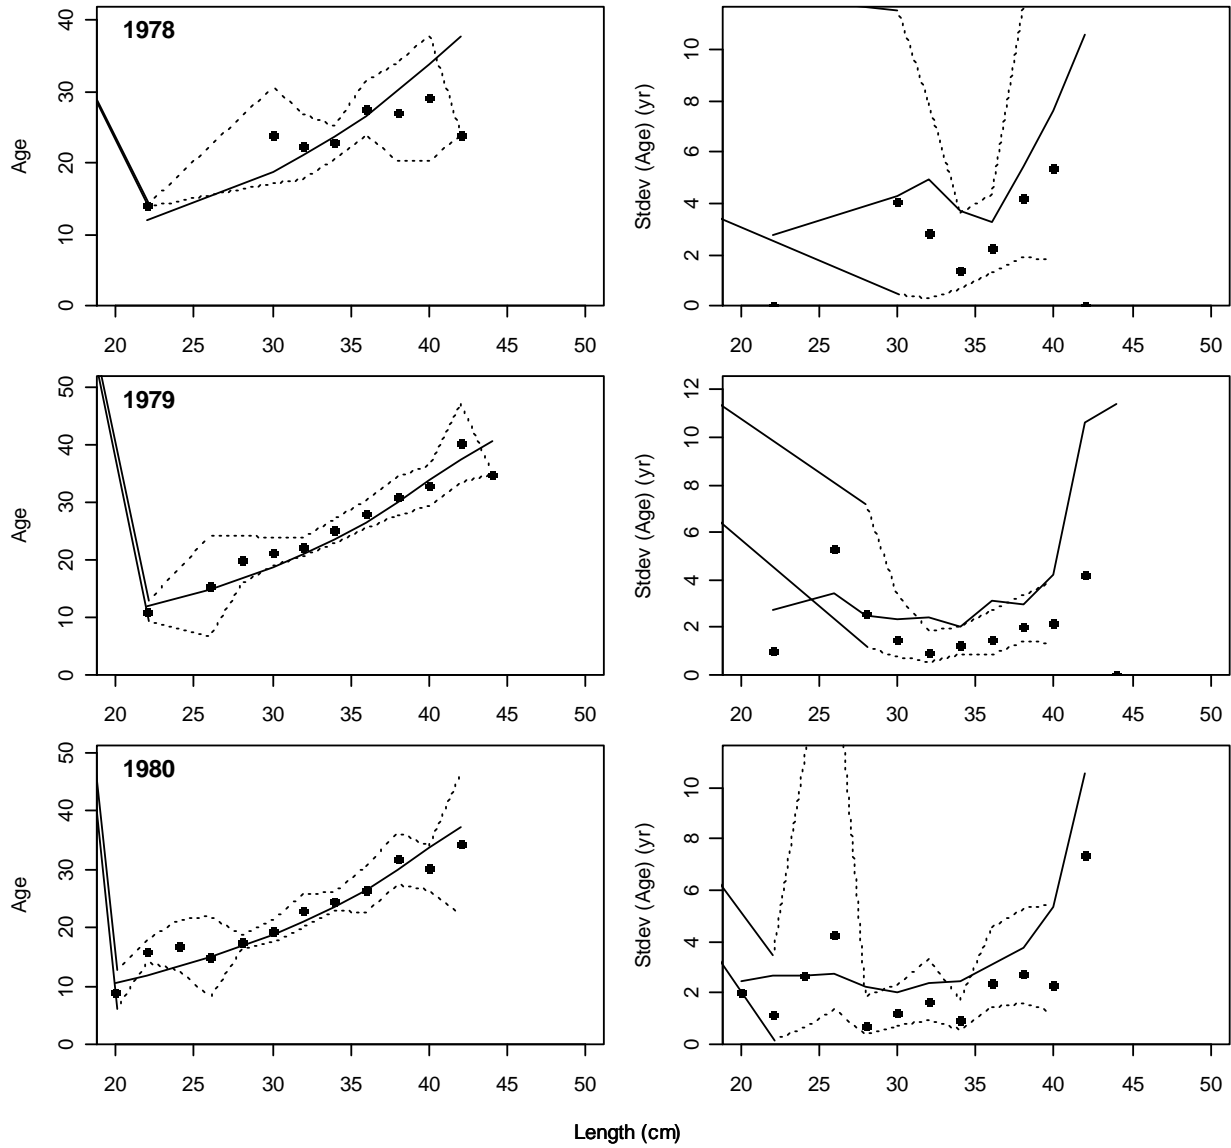 1978
Age
0 10 20 30 40
20 25 30 35 40 45 50
Stdev (Age) (yr)
0 2 4 6 8 10
20 25 30 35 40 45 50
1979
Age
0 10 20 30 40 50
20 25 30 35 40 45 50
Stdev (Age) (yr)
0 2 4 6 8 10 12
20 25 30 35 40 45 50
1980
Age
0 10 20 30 40 50
20 25 30 35 40 45 50
Stdev (Age) (yr)
0 2 4 6 8 10
20 25 30 35 40 45 50
Length (cm)